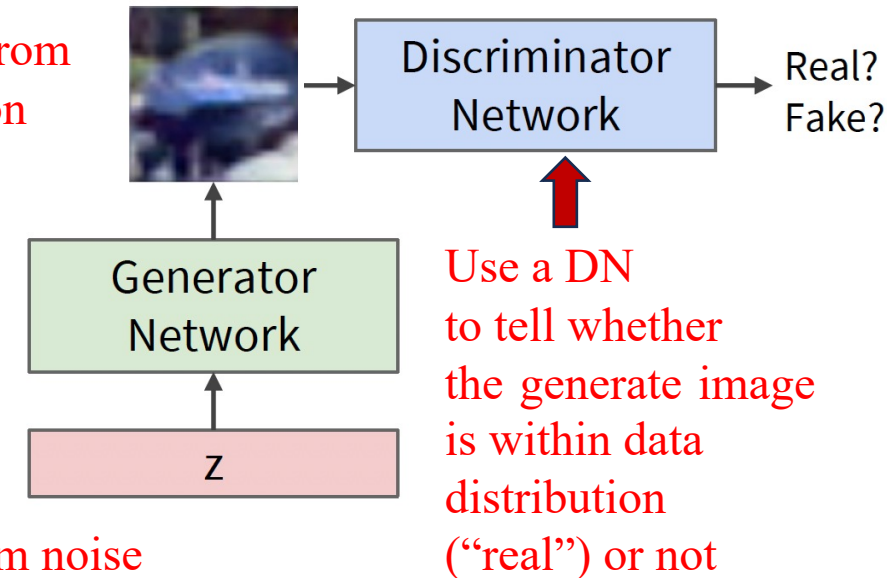 on
Discriminator
Network
Real?
Fake?
Generator
Network
z
Use a DN
to tell whether
the generate image
is within data
distribution
(“real”) or not
noise